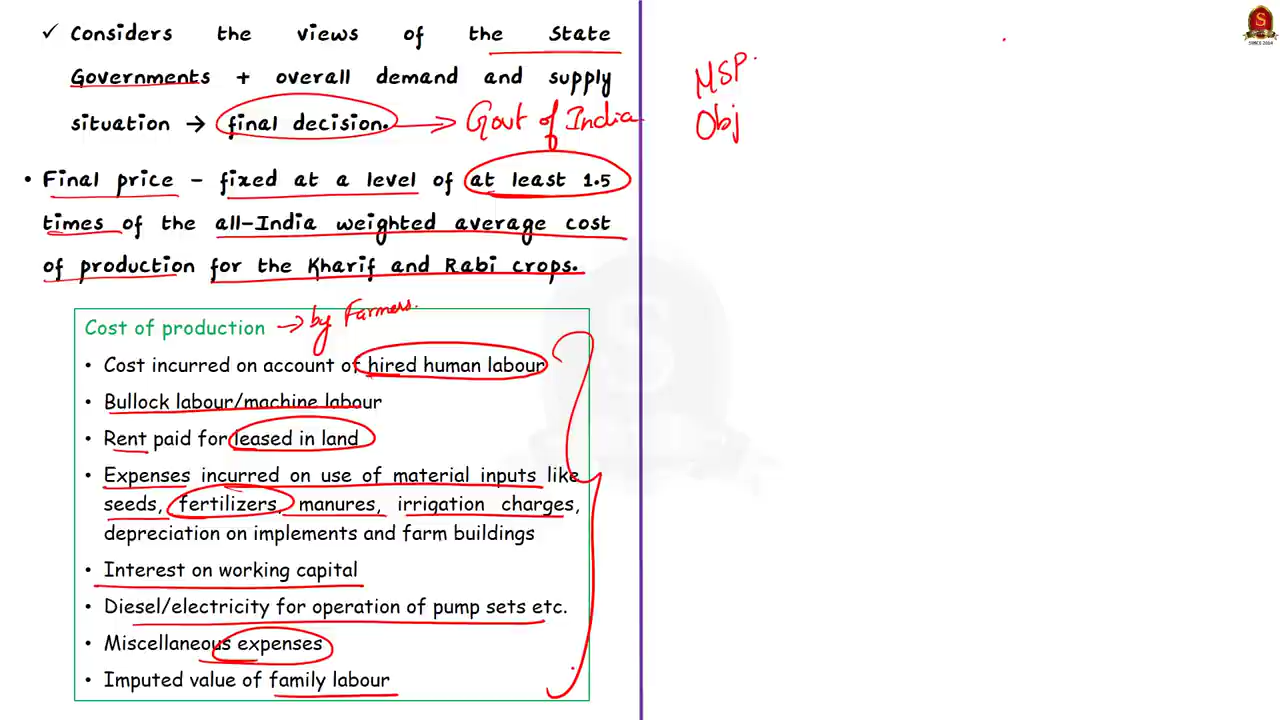 ✓ Considers the views of the State
Governments + overall demand and supply
situation → final decision. → Govt of India
• Final price – fixed at a level of at least 1.5
times of the all-India weighted average cost
of production for the Kharif and Rabi crops.
Cost of production → by Farmers.
• Cost incurred on account of hired human labour
• Bullock labour/machine labour
• Rent paid for leased in land
• Expenses incurred on use of material inputs like
seeds, fertilizers, manures, irrigation charges,
depreciation on implements and farm buildings
• Interest on working capital
• Diesel/electricity for operation of pump sets etc.
• Miscellaneous expenses
• Imputed value of family labour
MSP.
Obj
S
SINCE 2004